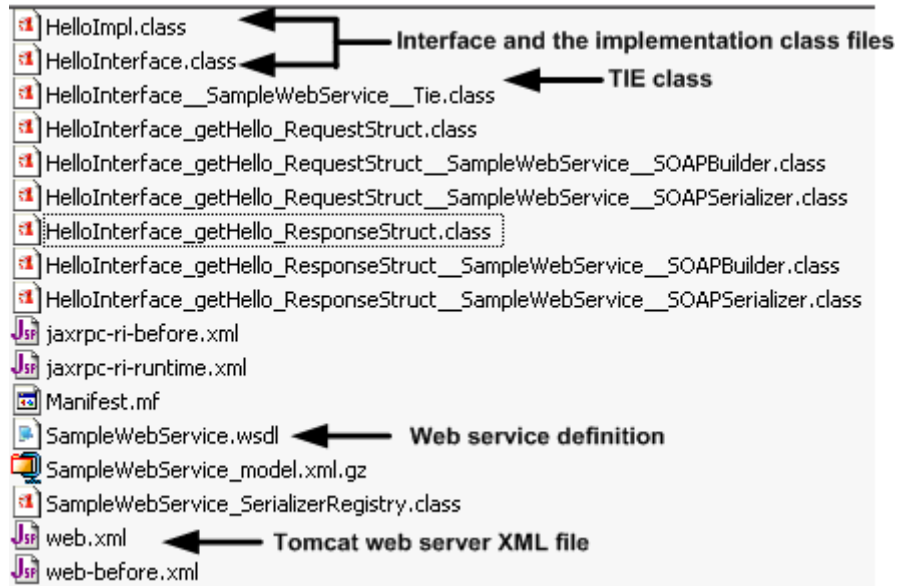 HelloImpl.class
Interface and the implementation class files
HelloInterface.class
TIE class
HelloInterface__SampleWebService__Tie.class
HelloInterface_getHello_RequestStruct.class
HelloInterface_getHello_RequestStruct__SampleWebService__SOAPBuilder.class
HelloInterface_getHello_RequestStruct__SampleWebService__SOAPSerializer.class
HelloInterface_getHello_ResponseStruct.class
HelloInterface_getHello_ResponseStruct__SampleWebService__SOAPBuilder.class
HelloInterface_getHello_ResponseStruct__SampleWebService__SOAPSerializer.class
jaxrpc-ri-before.xml
jaxrpc-ri-runtime.xml
Manifest.mf
SampleWebService.wsdl Web service definition
SampleWebService_model.xml.gz
SampleWebService_SerializerRegistry.class
web.xml Tomcat web server XML file
web-before.xml